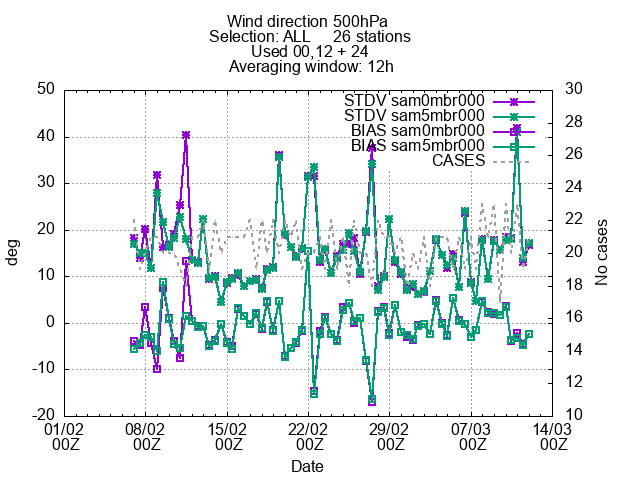 Wind direction 500hPa
Selection: ALL 26 stations
Used 00,12 + 24
Averaging window: 12h
STDV sam0mbr000
STDV sam5mbr000
BIAS sam0mbr000
BIAS sam5mbr000
CASES
50
40
30
20
10
0
-10
-20
deg
30
28
26
24
22
20
18
16
14
12
10
No cases
01/02 08/02 15/02 22/02 29/02 07/03 14/03
00Z 00Z 00Z 00Z 00Z 00Z 00Z
Date